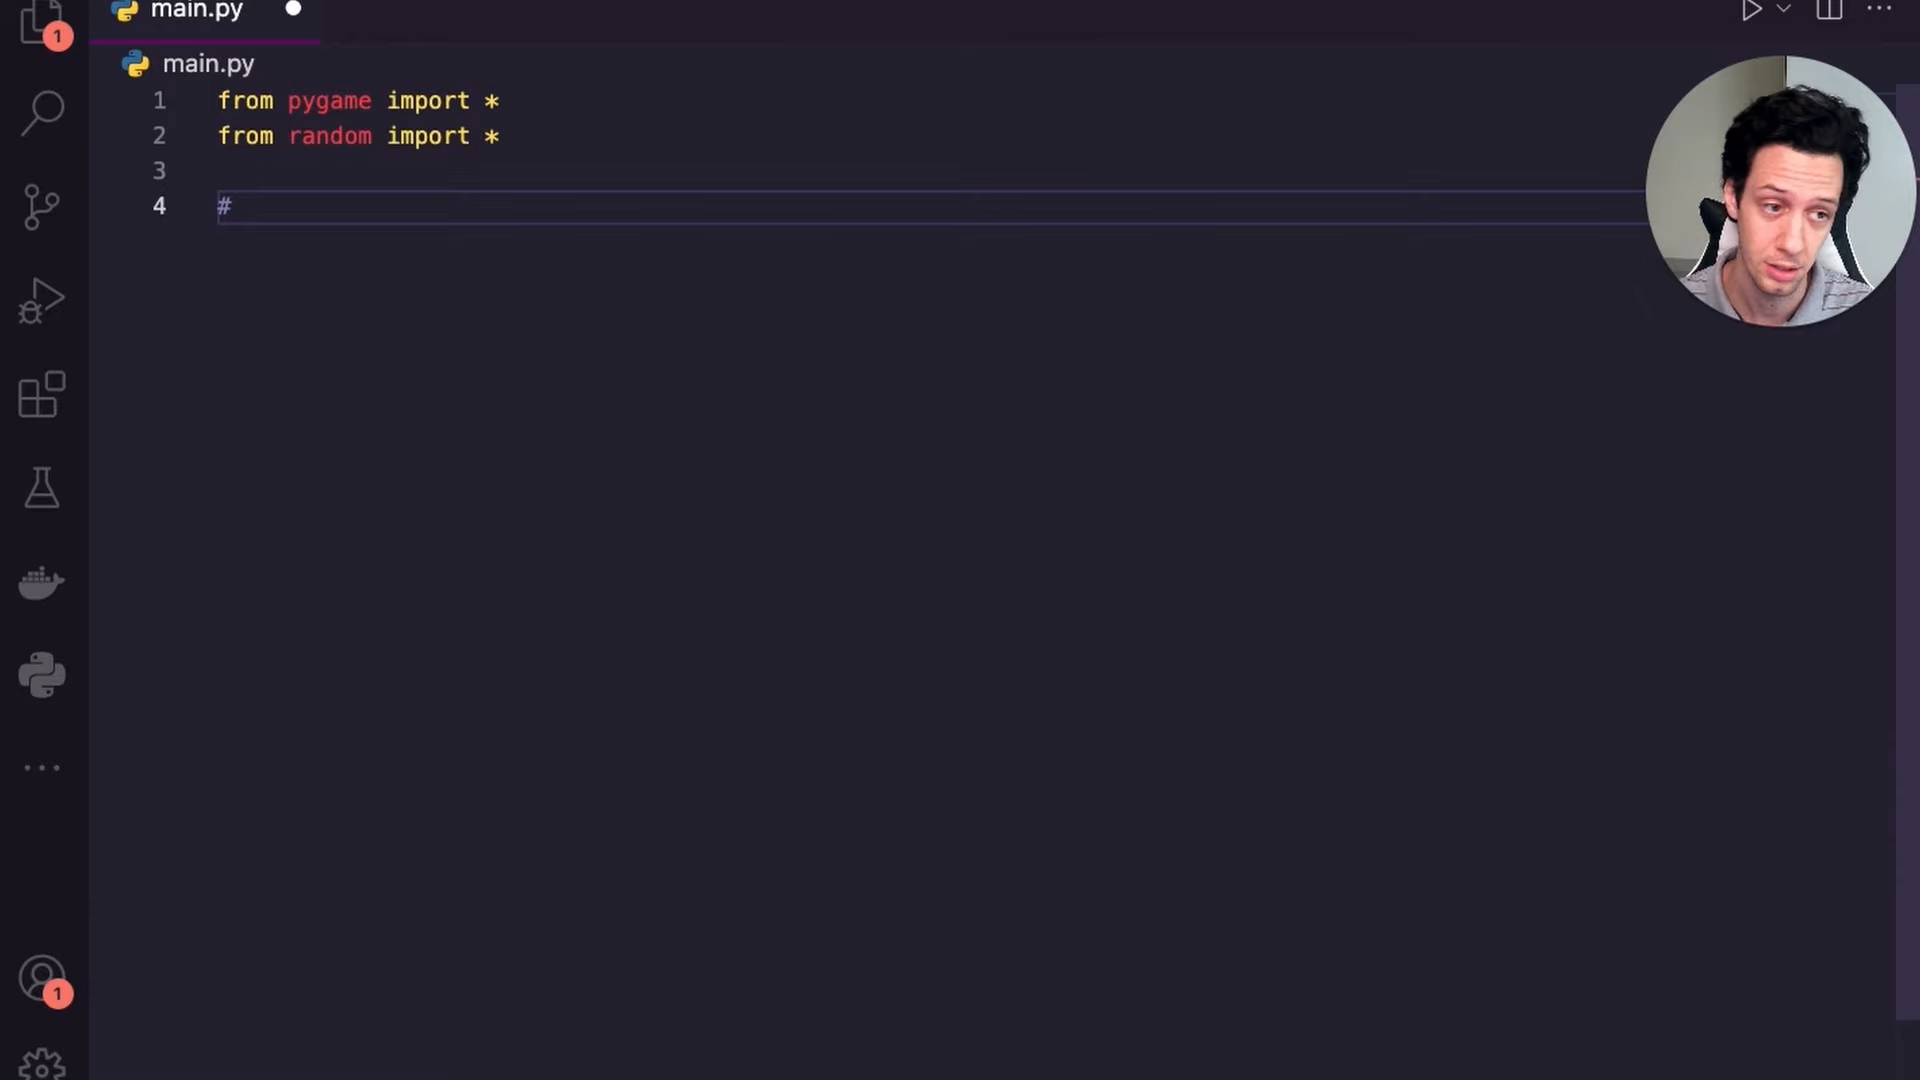 main.py
main.py
1
1 from pygame import *
2 from random import *
3
4 #
1